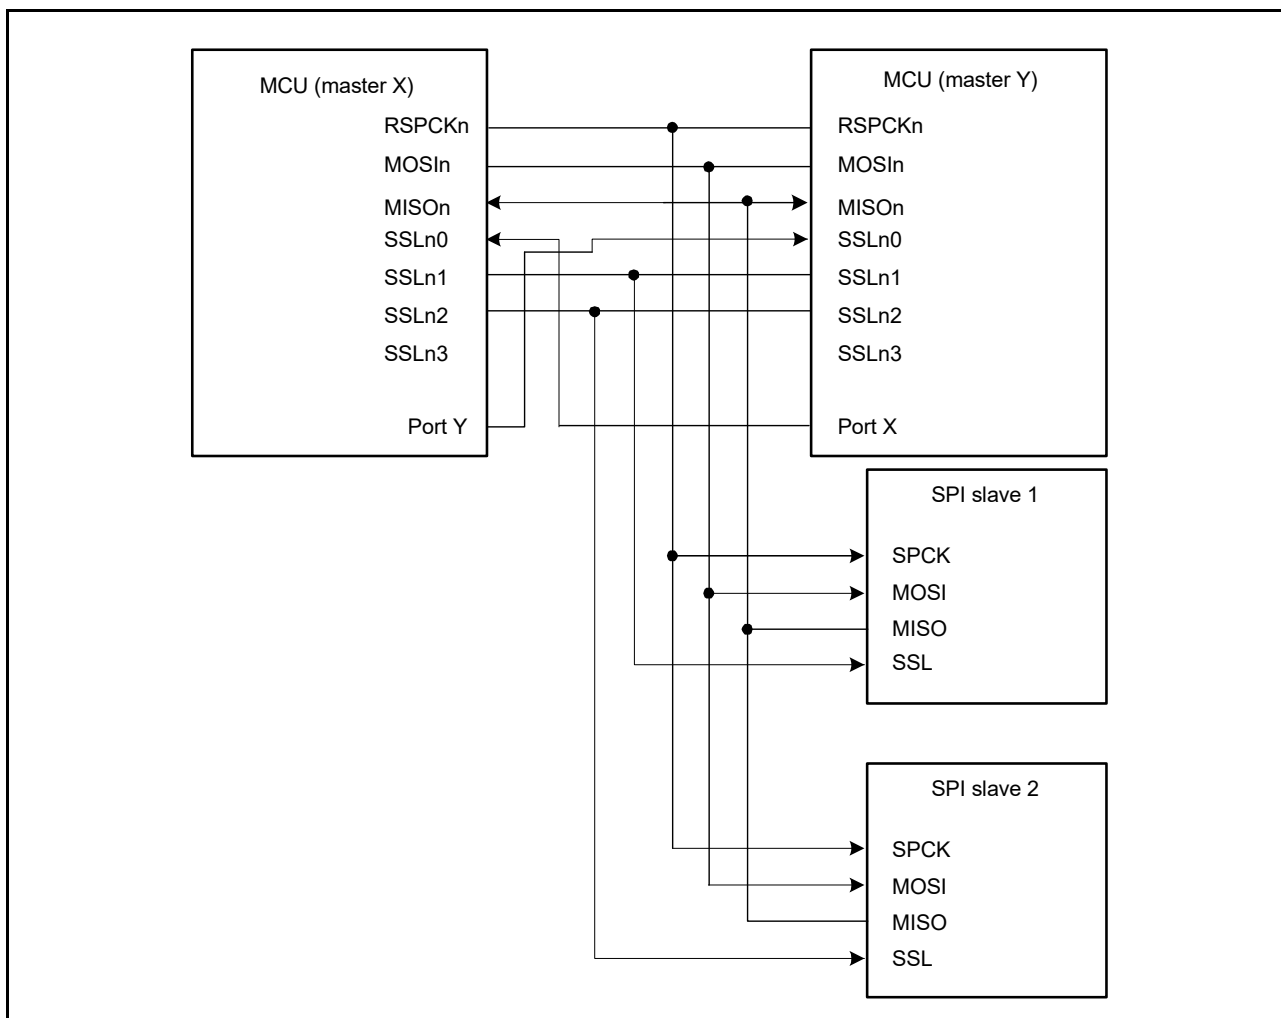 MCU (master X)
RSPCKn
MOSIn
MISOn
SSLn0
SSLn1
SSLn2
SSLn3
Port Y
MCU (master Y)
RSPCKn
MOSIn
MISOn
SSLn0
SSLn1
SSLn2
SSLn3
Port X
SPI slave 1
SPCK
MOSI
MISO
SSL
SPI slave 2
SPCK
MOSI
MISO
SSL